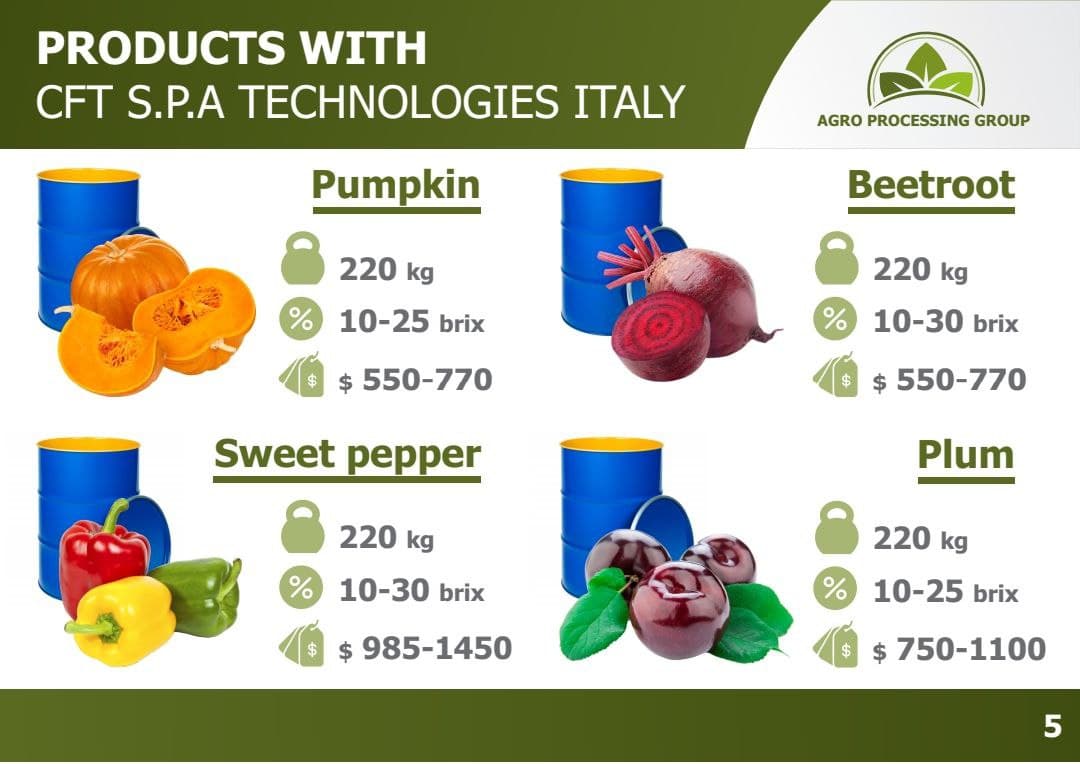 PRODUCTS WITH
CFT S.P.A TECHNOLOGIES ITALY
AGRO PROCESSING GROUP
Pumpkin
220 kg
% 10-25 brix
$ $ 550-770
Beetroot
220 kg
% 10-30 brix
$ $ 550-770
Sweet pepper
220 kg
% 10-30 brix
$ $ 985-1450
Plum
220 kg
% 10-25 brix
$ $ 750-1100
5